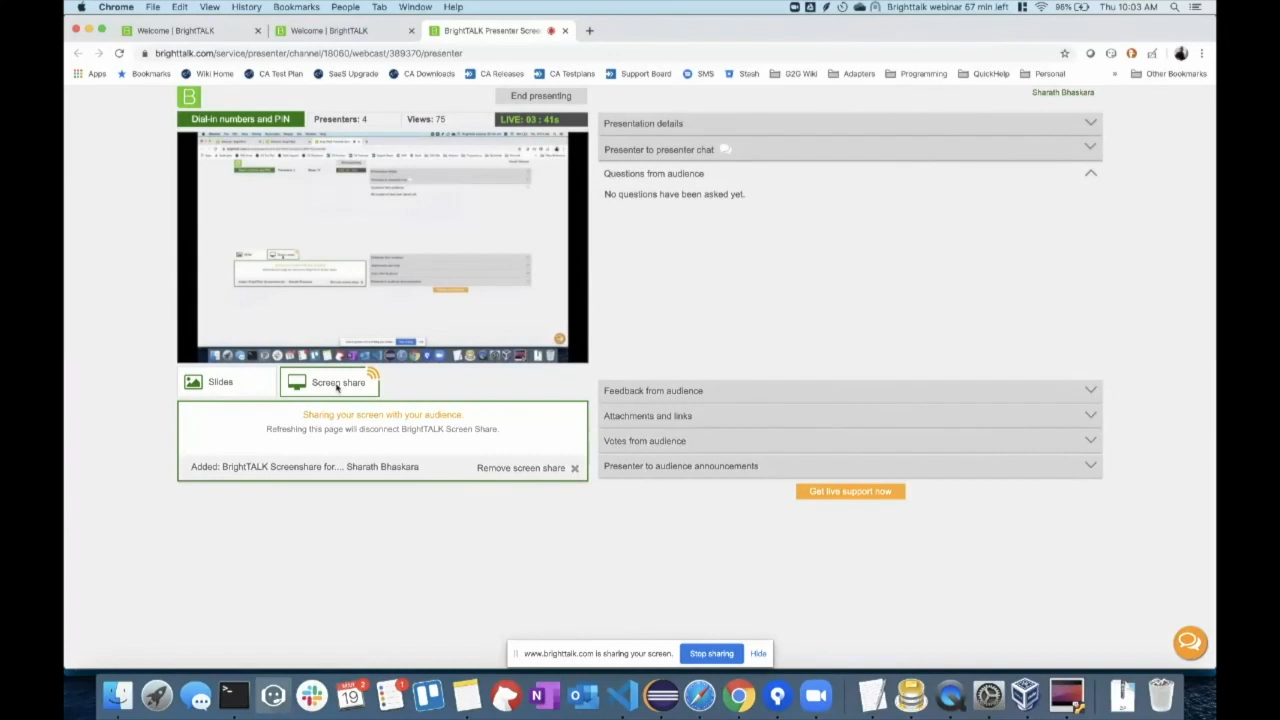 Chrome File Edit View History Bookmarks People Tab Window Help Brighttalk webinar 57 min left 98% Thu 10:03 AM
Welcome | BrightTALK Welcome | BrightTALK BrightTALK Presenter Scree
brighttalk.com/service/presenter/channel/18060/webcast/389370/presenter
Apps Bookmarks Wiki Home CA Test Plan SaaS Upgrade CA Downloads CA Releases CA Testplans Support Board SMS Stash G2G Wiki Adapters Programming QuickHelp Personal » Other Bookmarks
B End presenting Sharath Bhaskara
Dial-in numbers and PIN Presenters: 4 Views: 75 LIVE: 03 : 41s
Presentation details
Presenter to presenter chat
Questions from audience
No questions have been asked yet.
Slides Screen share
Sharing your screen with your audience.
Refreshing this page will disconnect BrightTALK Screen Share.
Added: BrightTALK Screenshare for.... Sharath Bhaskara Remove screen share
Feedback from audience
Attachments and links
Votes from audience
Presenter to audience announcements
Get live support now
www.brighttalk.com is sharing your screen. Stop sharing Hide